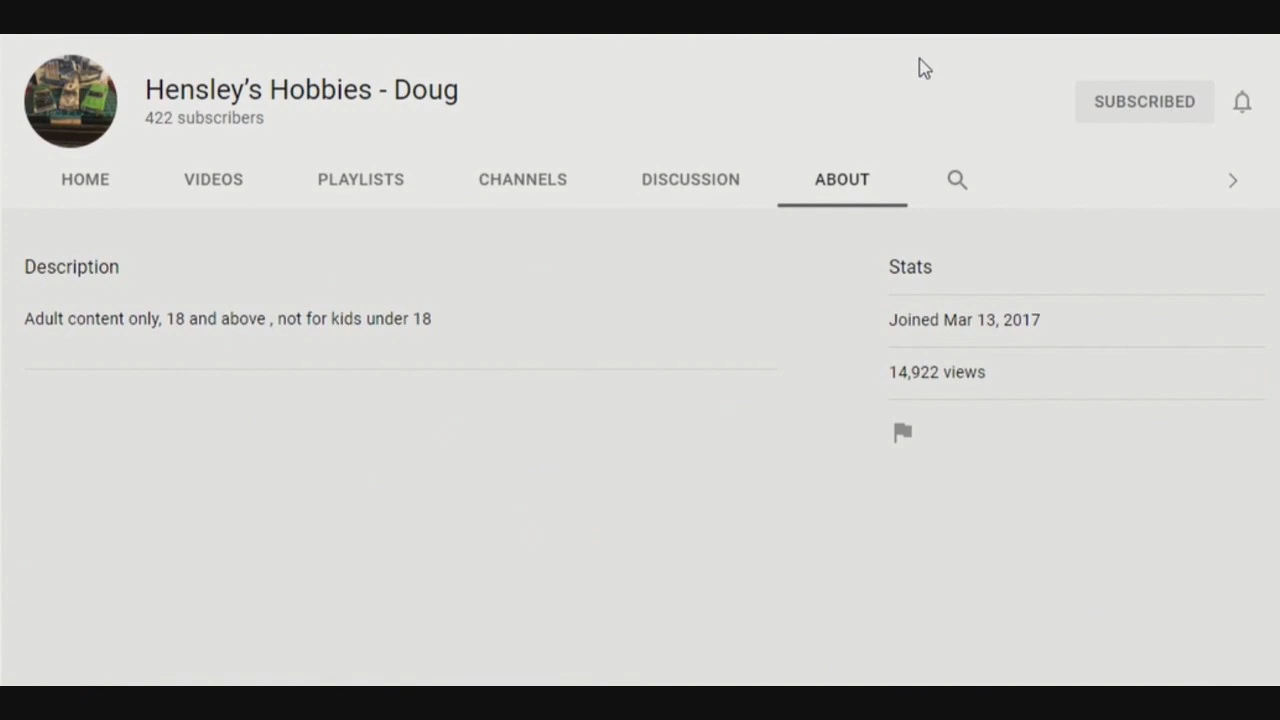 Hensley’s Hobbies - Doug
422 subscribers
SUBSCRIBED
HOME VIDEOS PLAYLISTS CHANNELS DISCUSSION ABOUT
Description
Adult content only, 18 and above , not for kids under 18
Stats
Joined Mar 13, 2017
14,922 views